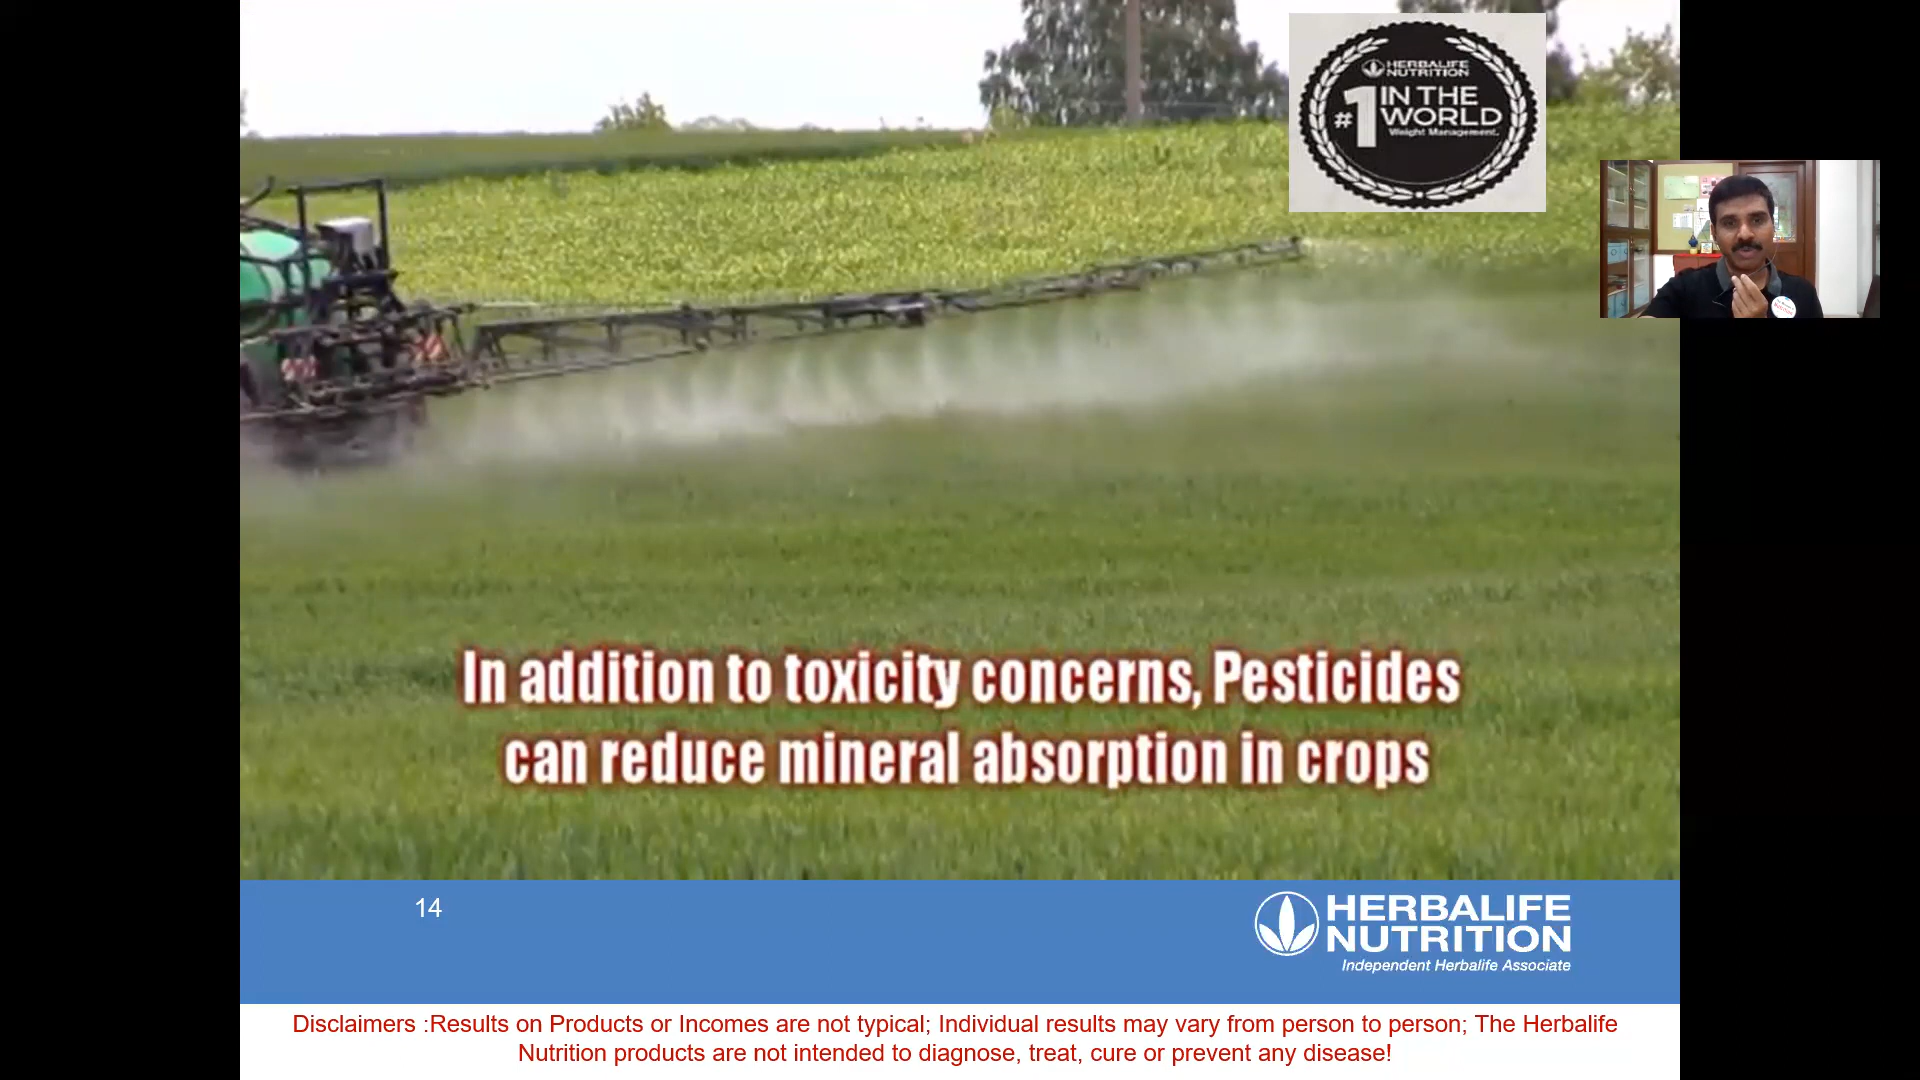 HERBALIFE
NUTRITION
#1 IN THE
WORLD
Weight Management.
In addition to toxicity concerns, Pesticides
can reduce mineral absorption in crops
14
HERBALIFE
NUTRITION
Independent Herbalife Associate
Disclaimers :Results on Products or Incomes are not typical; Individual results may vary from person to person; The Herbalife
Nutrition products are not intended to diagnose, treat, cure or prevent any disease!